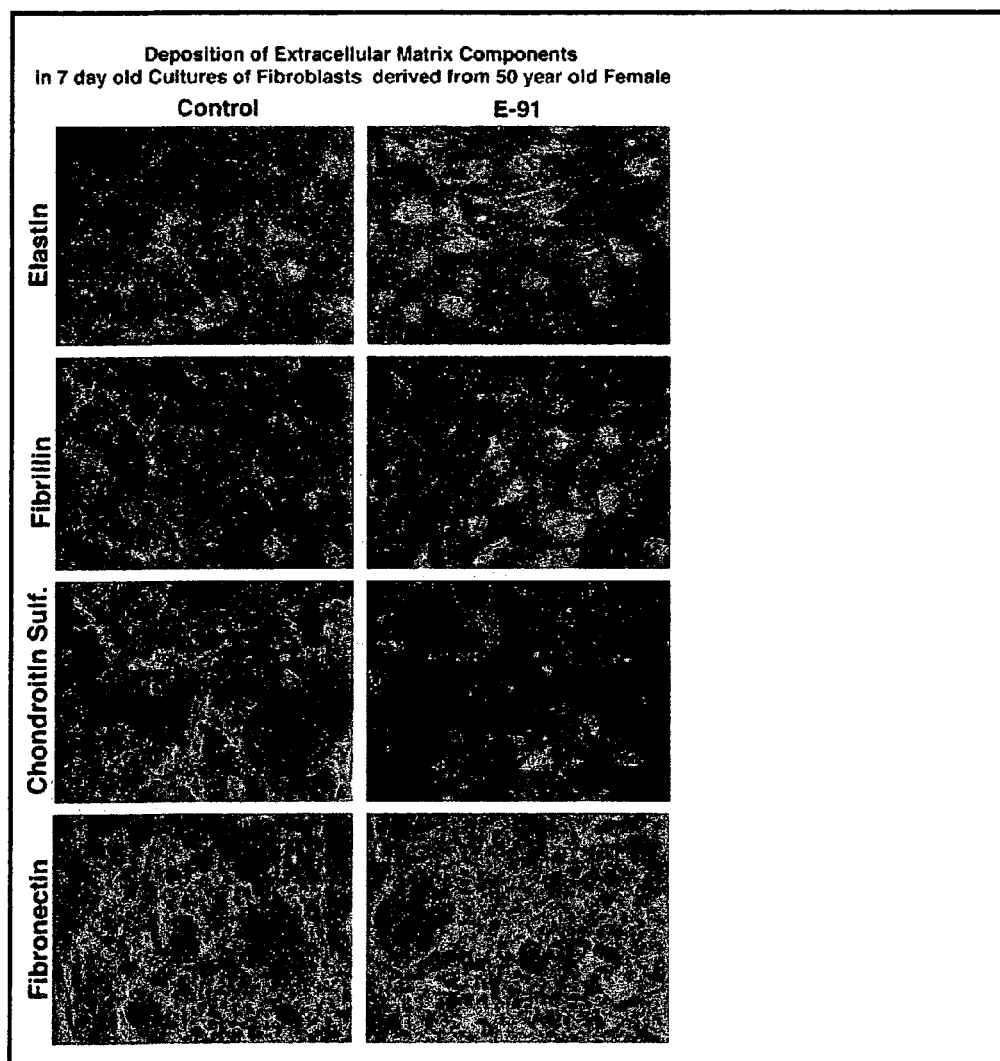 Deposition of Extracellular Matrix Components
in 7 day old Cultures of Fibroblasts derived from 50 year old Female
Control E-91
Elastin
Fibrillin
Chondroitin Sulf.
Fibronectin